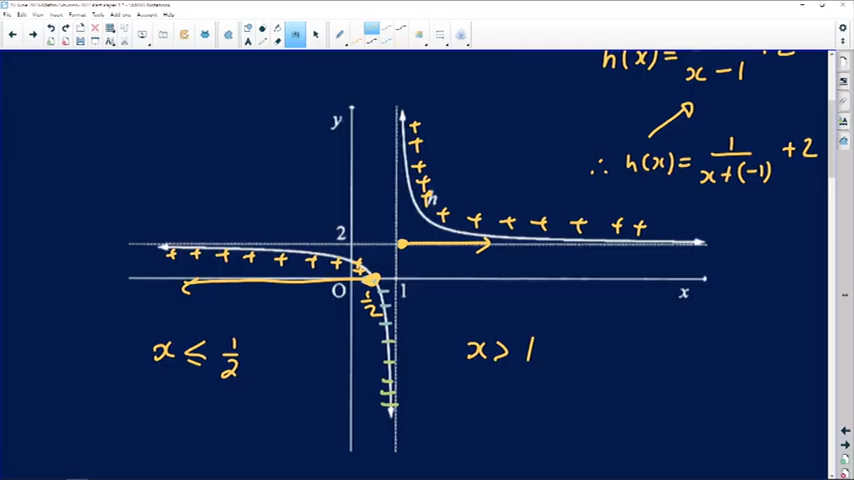 File Edit View Insert Format Tools Add-ons Account Help
h(x) = x - 1 + 2
∴ h(x) = 1/(x+(-1)) + 2
y
h
2
O
1
x
1/2
x ≤ 1/2
x > 1